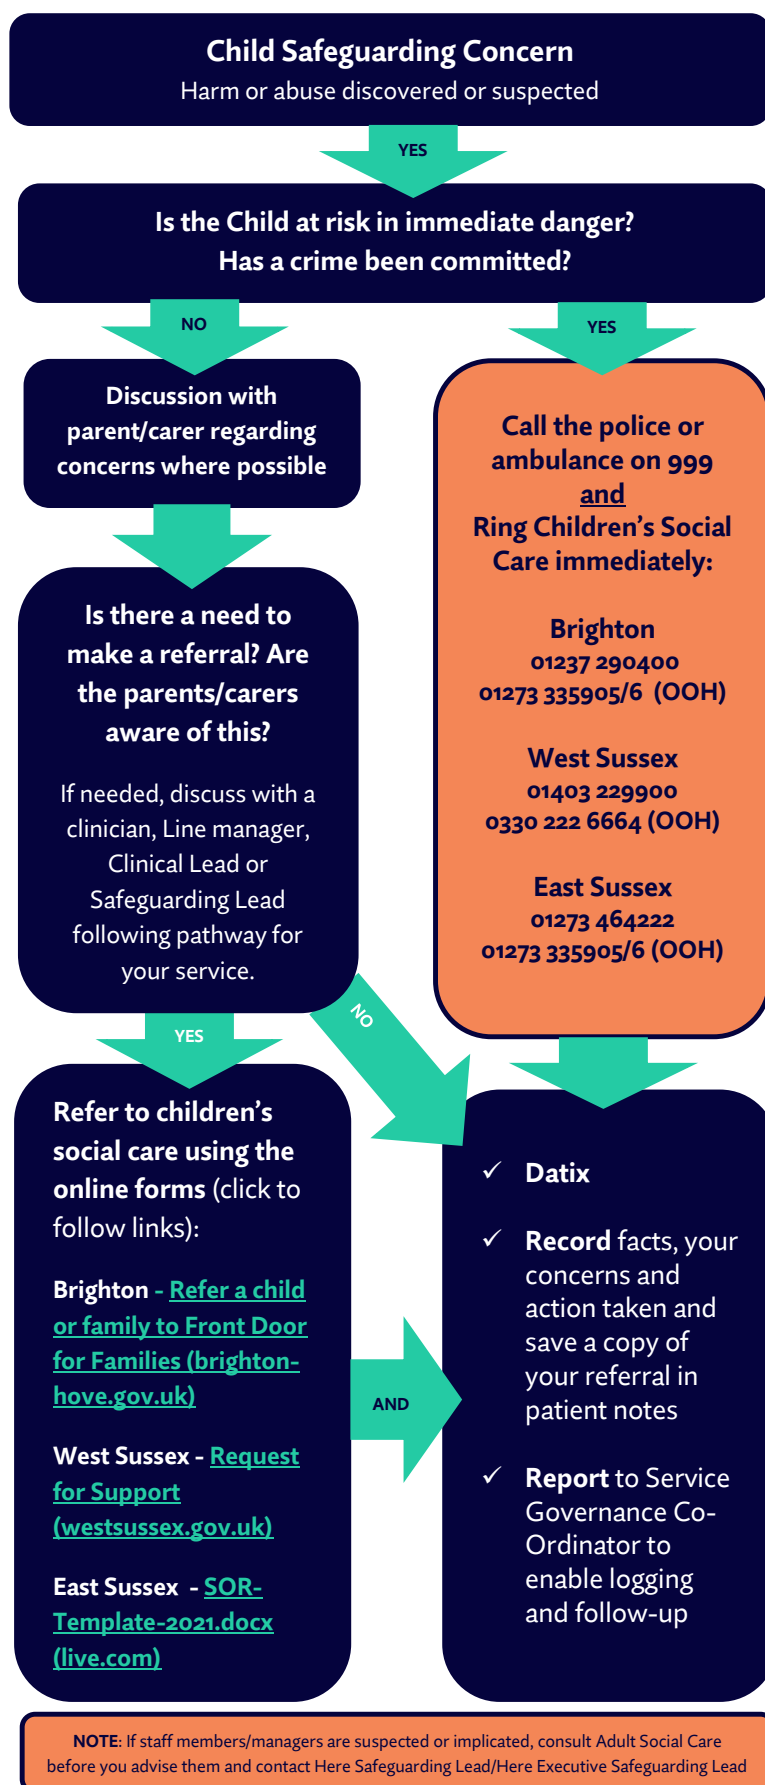 Child Safeguarding Concern
Harm or abuse discovered or suspected
YES
Is the Child at risk in immediate danger?
Has a crime been committed?
NO
YES
Discussion with
parent/carer regarding
concerns where possible
Call the police or
ambulance on 999
and
Ring Children's Social
Care immediately:
Brighton
01237 290400
01273 335905/6 (OOH)
West Sussex
01403 229900
0330 222 6664 (OOH)
East Sussex
01273 464222
01273 335905/6 (OOH)
Is there a need to
make a referral? Are
the parents/carers
aware of this?
If needed, discuss with a
clinician, Line manager,
Clinical Lead or
Safeguarding Lead
following pathway for
your service.
YES
NO
Refer to children's
social care using the
online forms (click to
follow links):
Brighton - Refer a child
or family to Front Door
for Families (brighton-
hove.gov.uk)
West Sussex - Request
for Support
(westsussex.gov.uk)
East Sussex - SOR-
Template-2021.docx
(live.com)
AND
✓ Datix
✓ Record facts, your
concerns and
action taken and
save a copy of
your referral in
patient notes
✓ Report to Service
Governance Co-
Ordinator to
enable logging
and follow-up
NOTE: If staff members/managers are suspected or implicated, consult Adult Social Care
before you advise them and contact Here Safeguarding Lead/Here Executive Safeguarding Lead